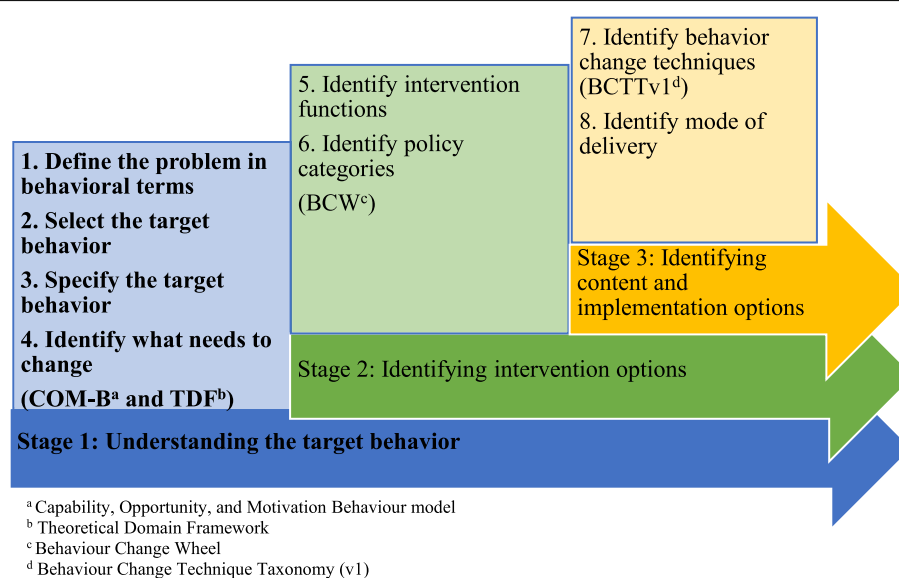 1. Define the problem in
behavioral terms
2. Select the target
behavior
3. Specify the target
behavior
4. Identify what needs to
change
(COM-Bᵃ and TDFᵇ)
Stage 1: Understanding the target behavior
5. Identify intervention
functions
6. Identify policy
categories
(BCWᶜ)
Stage 2: Identifying intervention options
7. Identify behavior
change techniques
(BCTTv1ᵈ)
8. Identify mode of
delivery
Stage 3: Identifying
content and
implementation options
ᵃ Capability, Opportunity, and Motivation Behaviour model
ᵇ Theoretical Domain Framework
ᶜ Behaviour Change Wheel
ᵈ Behaviour Change Technique Taxonomy (v1)